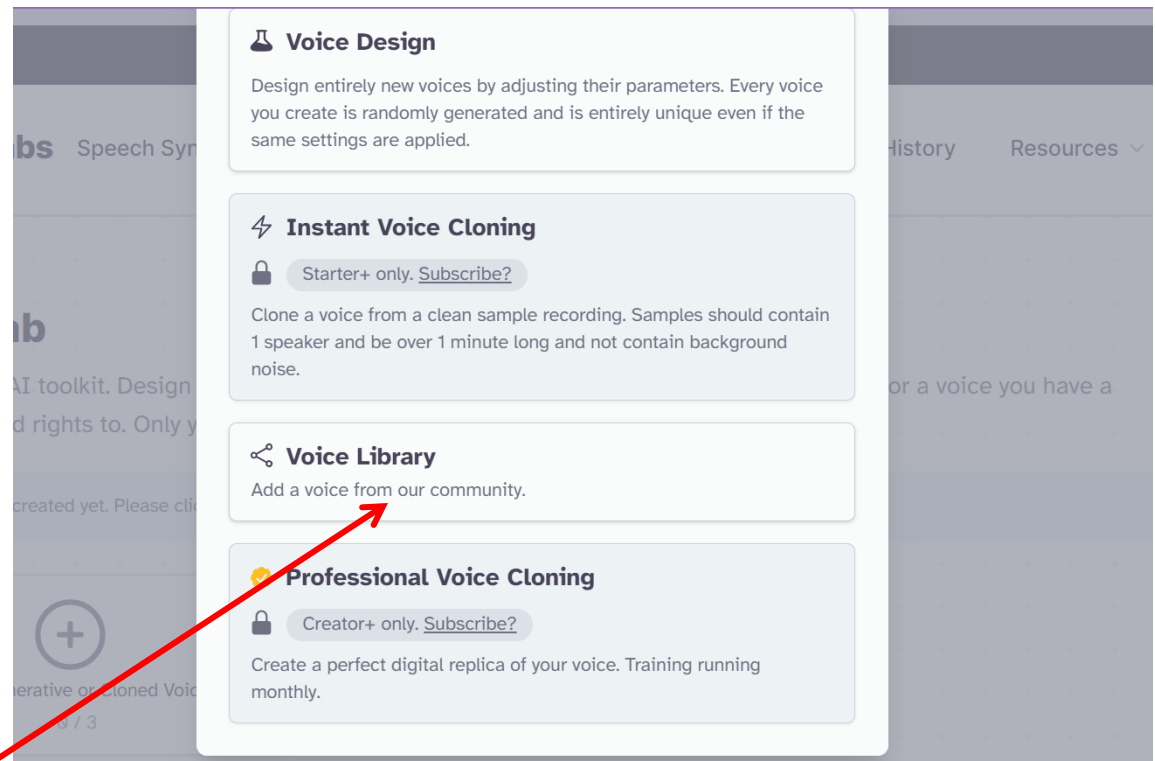 Voice Design
Design entirely new voices by adjusting their parameters. Every voice
you create is randomly generated and is entirely unique even if the
same settings are applied.
bs Speech Syn
History Resources
Instant Voice Cloning
Starter+ only. Subscribe?
Clone a voice from a clean sample recording. Samples should contain
1 speaker and be over 1 minute long and not contain background
noise.
ab
AI toolkit. Design
or a voice you have a
d rights to. Only y
Voice Library
Add a voice from our community.
created yet. Please clic
Professional Voice Cloning
Creator+ only. Subscribe?
Create a perfect digital replica of your voice. Training running
monthly.
nerative or Cloned Voic
0 / 3